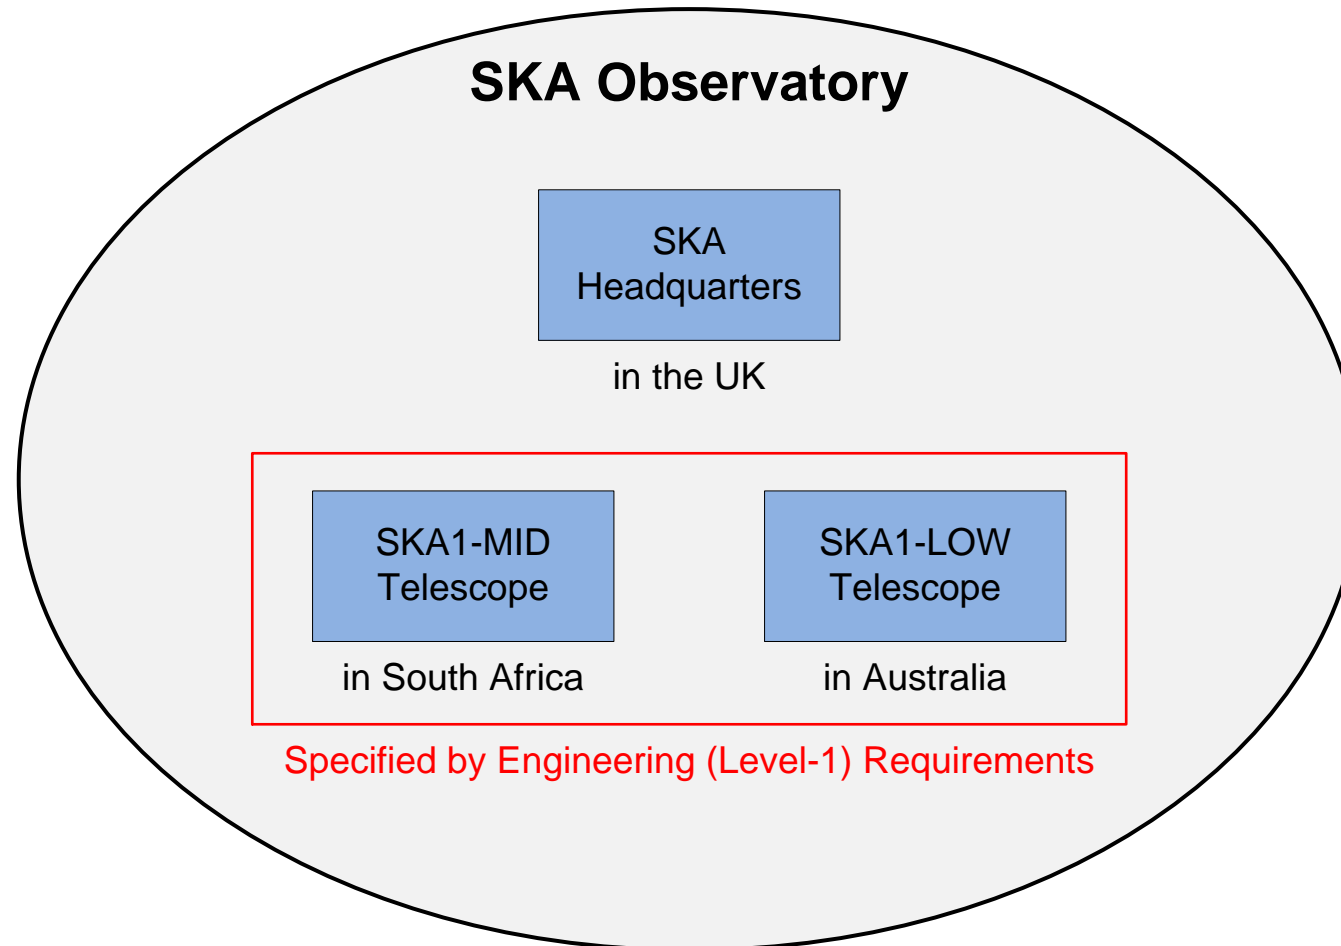 SKA Observatory
SKA
Headquarters
in the UK
SKA1-MID
Telescope
in South Africa
SKA1-LOW
Telescope
in Australia
Specified by Engineering (Level-1) Requirements